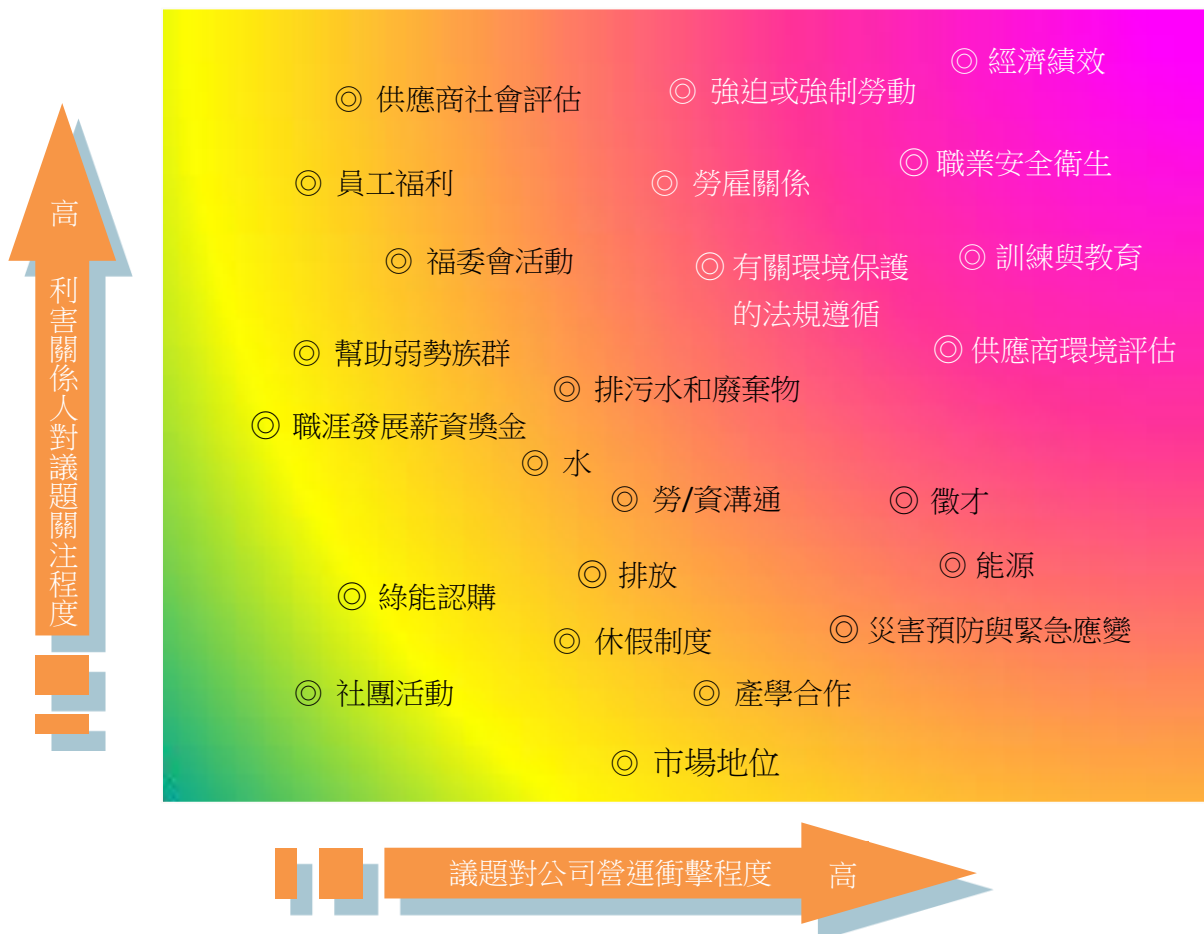 ◎ 經濟績效
◎ 供應商社會評估
◎ 強迫或強制勞動
◎ 職業安全衛生
◎ 員工福利
◎ 勞雇關係
◎ 福委會活動
◎ 有關環境保護
的法規遵循
◎ 訓練與教育
◎ 幫助弱勢族群
◎ 供應商環境評估
◎ 排污水和廢棄物
◎ 職涯發展薪資獎金
◎ 水
◎ 勞/資溝通
◎ 徵才
◎ 排放
◎ 能源
◎ 綠能認購
◎ 休假制度
◎ 災害預防與緊急應變
◎ 社團活動
◎ 產學合作
◎ 市場地位
高 利害關係人對議題關注程度
議題對公司營運衝擊程度 高